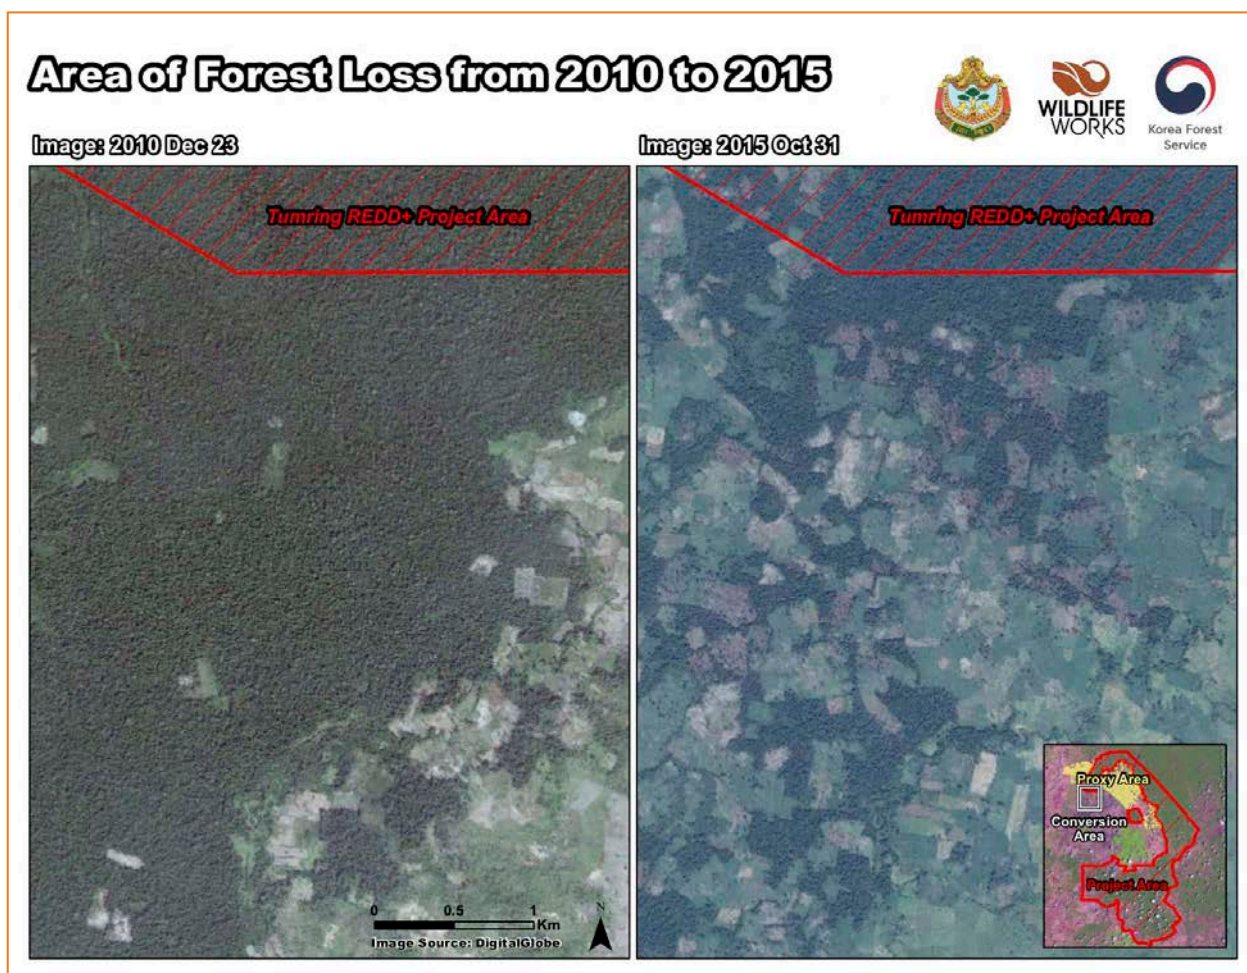 Area of Forest Loss from 2010 to 2015
WILDLIFE
WORKS
Korea Forest
Service
Image: 2010 Dec 23
Image: 2015 Oct 31
Tumring REDD+ Project Area
Tumring REDD+ Project Area
Proxy Area
Conversion
Area
Project Area
N
0 0.5 1
Km
Image Source: DigitalGlobe